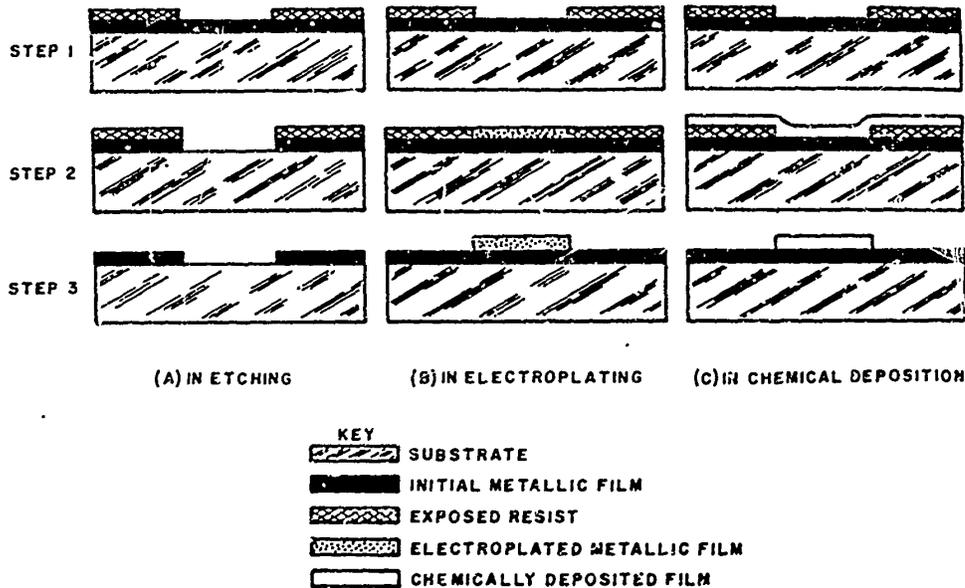 STEP 1
STEP 2
STEP 3
(A) IN ETCHING
(B) IN ELECTROPLATING
(C) IN CHEMICAL DEPOSITION
KEY
SUBSTRATE
INITIAL METALLIC FILM
EXPOSED RESIST
ELECTROPLATED METALLIC FILM
CHEMICALLY DEPOSITED FILM